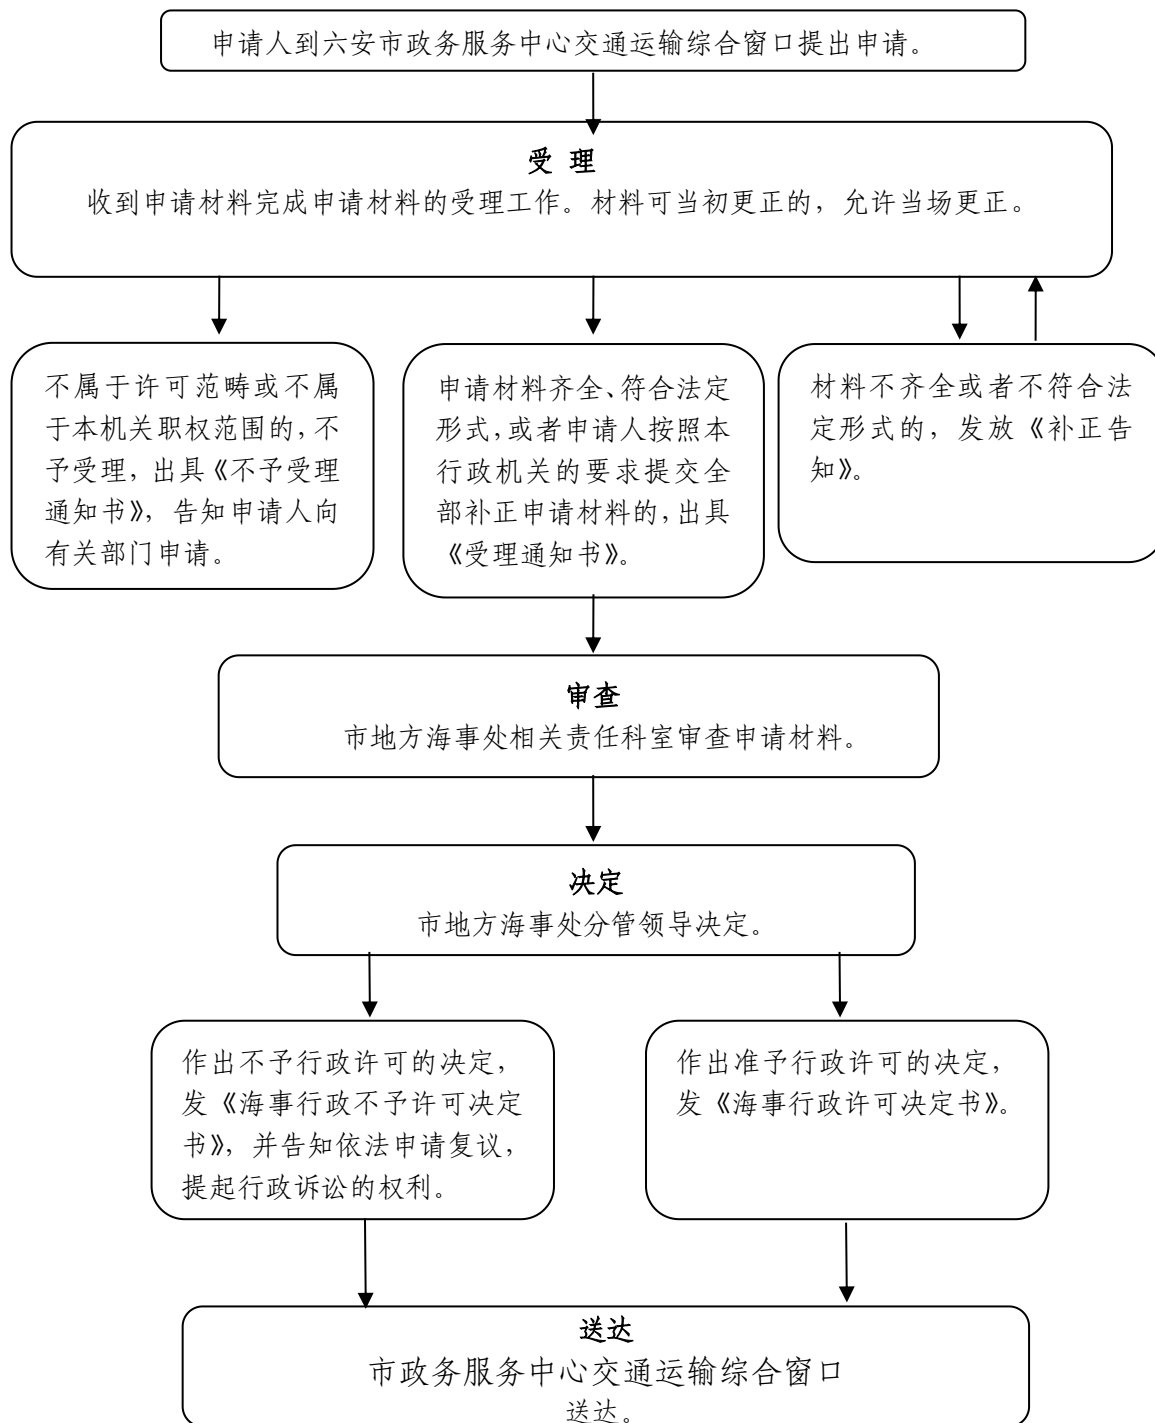 申请人到六安市政务服务中心交通运输综合窗口提出申请。
受 理
收到申请材料完成申请材料的受理工作。材料可当初更正的，允许当场更正。
不属于许可范畴或不属
于本机关职权范围的，不
予受理，出具《不予受理
通知书》，告知申请人向
有关部门申请。
申请材料齐全、符合法定
形式，或者申请人按照本
行政机关的要求提交全
部补正申请材料的，出具
《受理通知书》。
材料不齐全或者不符合法
定形式的，发放《补正告
知》。
审查
市地方海事处相关责任科室审查申请材料。
决定
市地方海事处分管领导决定。
作出不予行政许可的决定，
发《海事行政不予许可决定
书》，并告知依法申请复议，
提起行政诉讼的权利。
作出准予行政许可的决定，
发《海事行政许可决定书》。
送达
市政务服务中心交通运输综合窗口
送达。